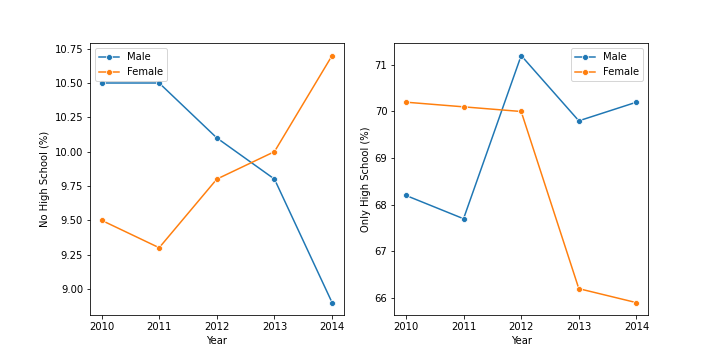 10.75
10.50
10.25
10.00
9.75
9.50
9.25
9.00
No High School (%)
Male
Female
2010 2011 2012 2013 2014
Year
71
70
69
68
67
66
Only High School (%)
Male
Female
2010 2011 2012 2013 2014
Year